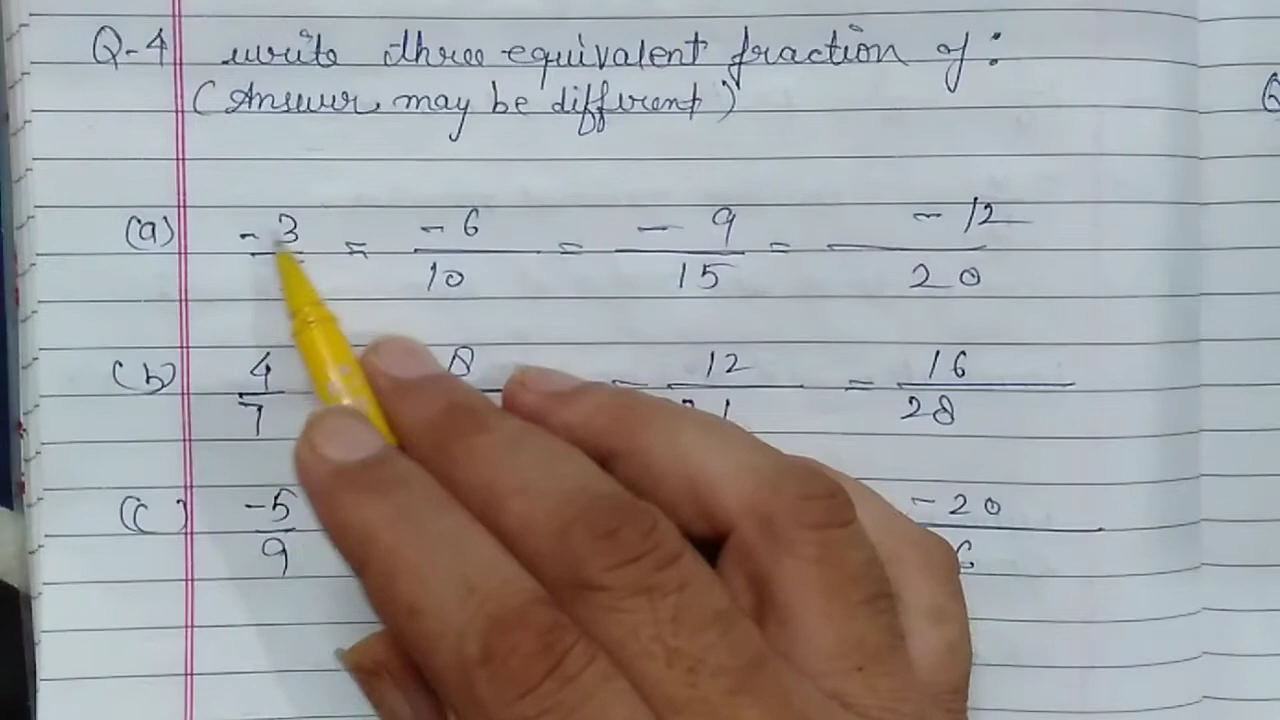 Q-4 write three equivalent fraction of:
(Answer may be different)
(a) -3 = -6/10 = -9/15 = -12/20
(b) 4/7 8 = 12 = 16/28
(c) -5/9 -20